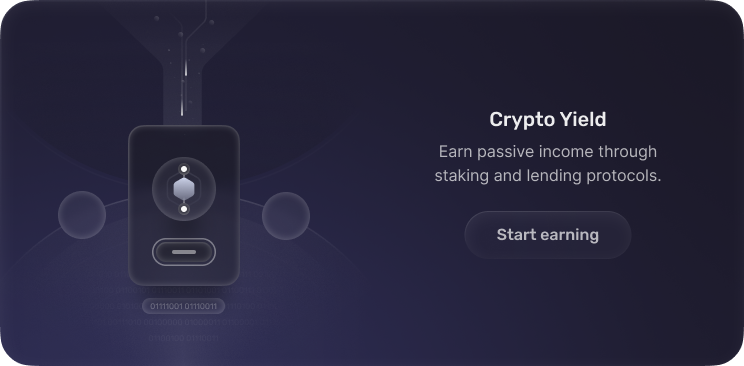 Crypto Yield
Earn passive income through
staking and lending protocols.
Start earning
01111001 01110011